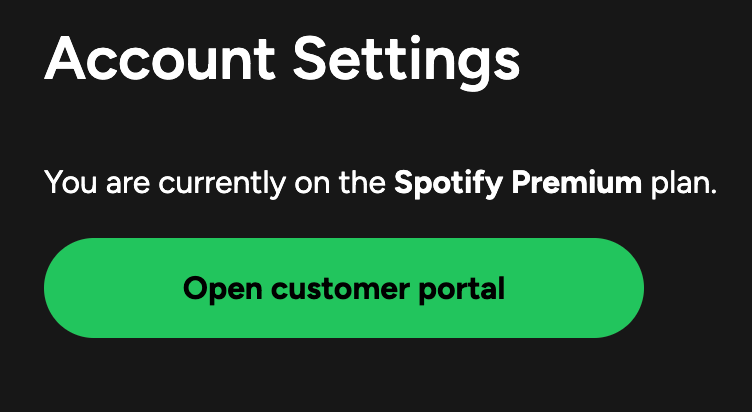 Account Settings
You are currently on the Spotify Premium plan.
Open customer portal